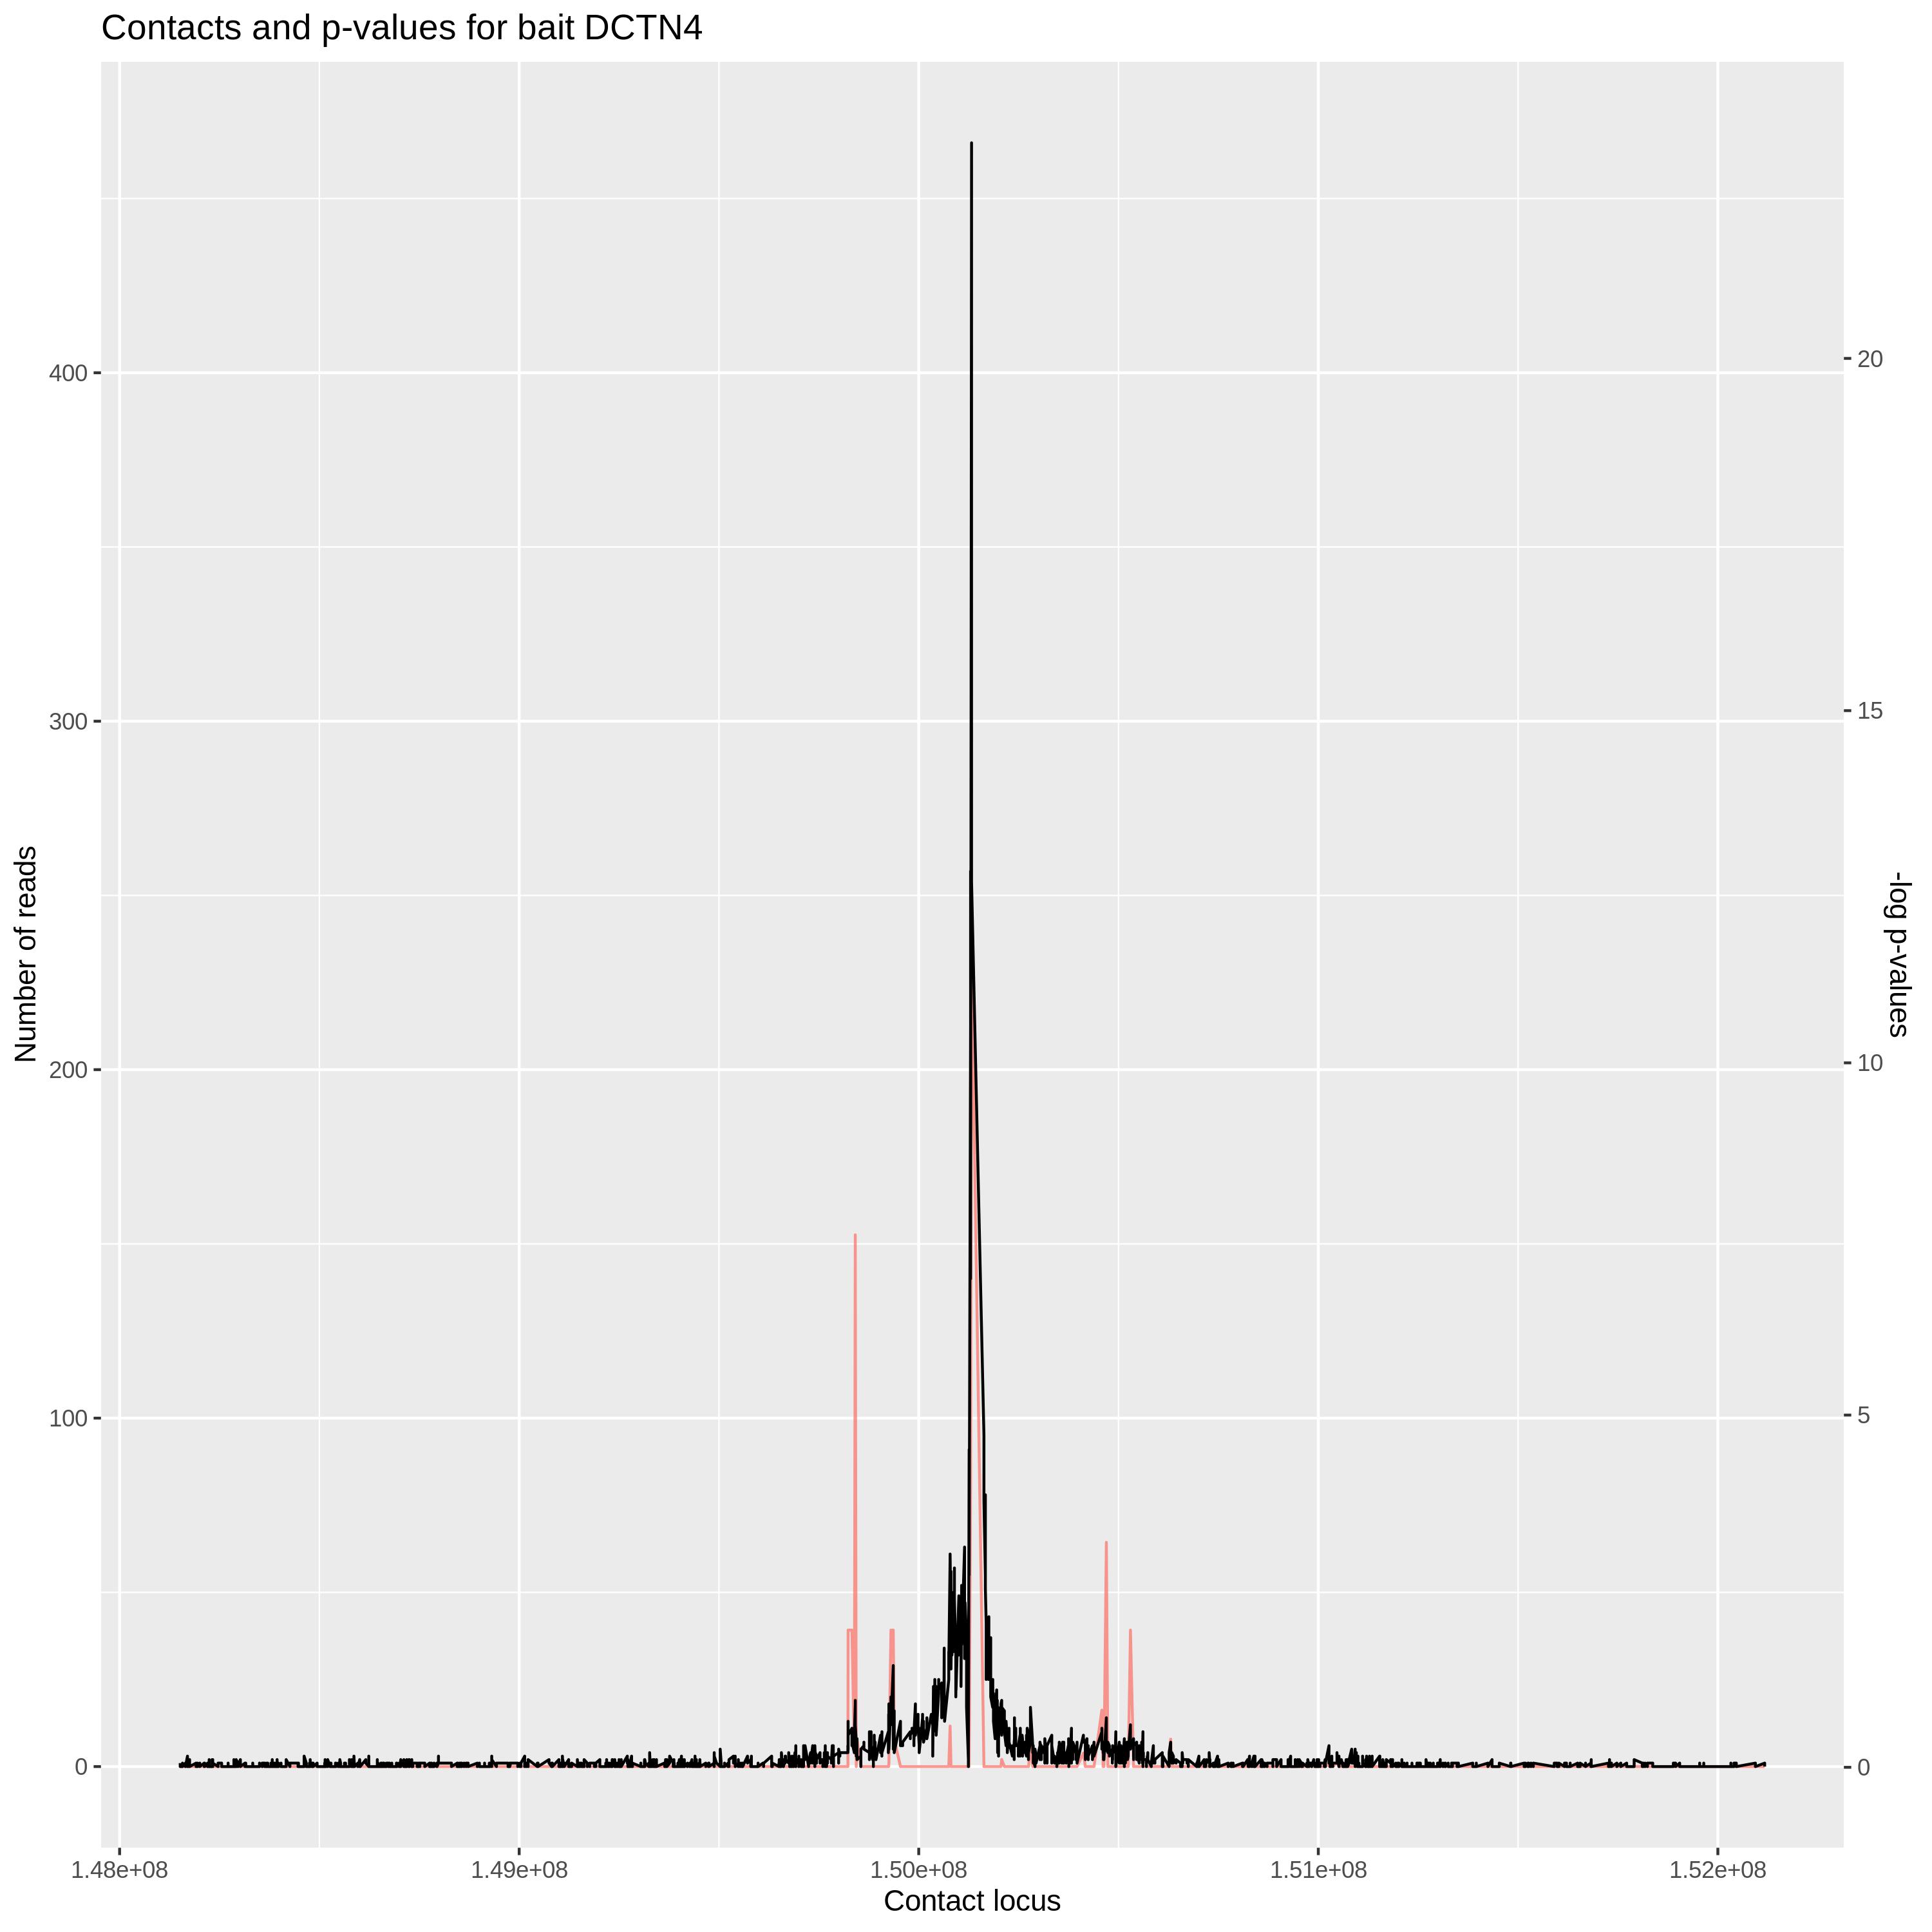 Contacts and p-values for bait DCTN4
Number of reads
400
300
200
100
0
20
15
10
5
0
-log p-values
1.48e+08 1.49e+08 1.50e+08 1.51e+08 1.52e+08
Contact locus